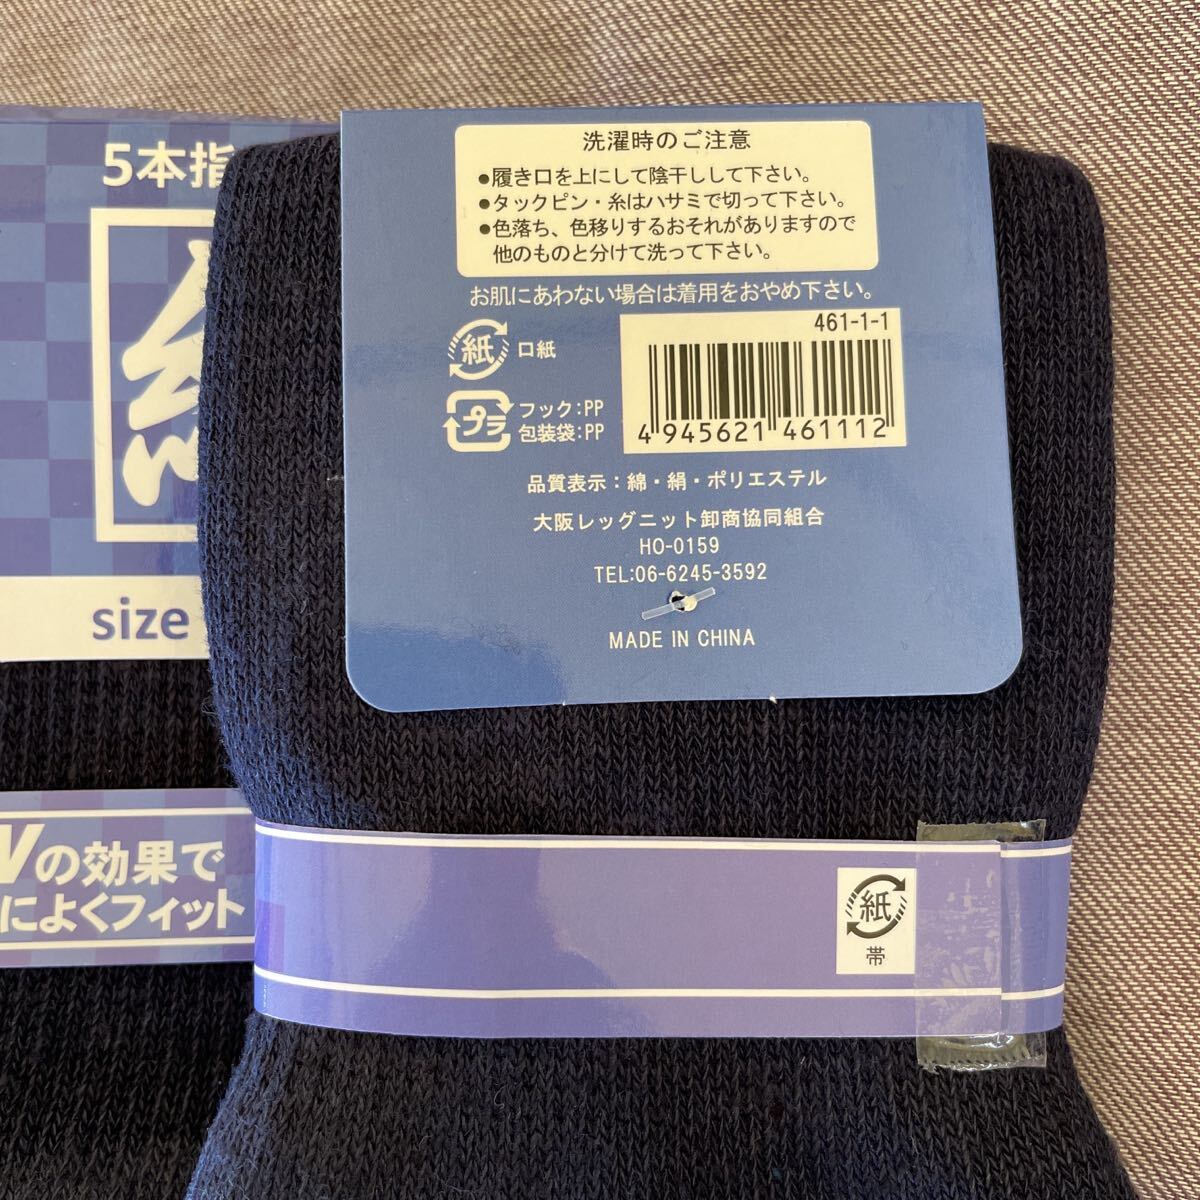 5本指
size
の効果で
によくフィット
洗濯時のご注意
●履き口を上にして陰干しして下さい。
●タックピン・糸はハサミで切って下さい。
●色落ち、色移りするおそれがありますので
他のものと分けて洗って下さい。
お肌にあわない場合は着用をおやめ下さい。
紙 口紙
プラ フック:PP
包装袋:PP
461-1-1
4 945621 461112
品質表示：綿・絹・ポリエステル
大阪レッグニット卸商協同組合
HO-0159
TEL:06-6245-3592
MADE IN CHINA
紙
帯